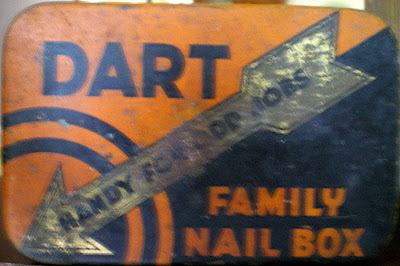 DART
HANDY FOR ODD JOBS
FAMILY
NAIL BOX